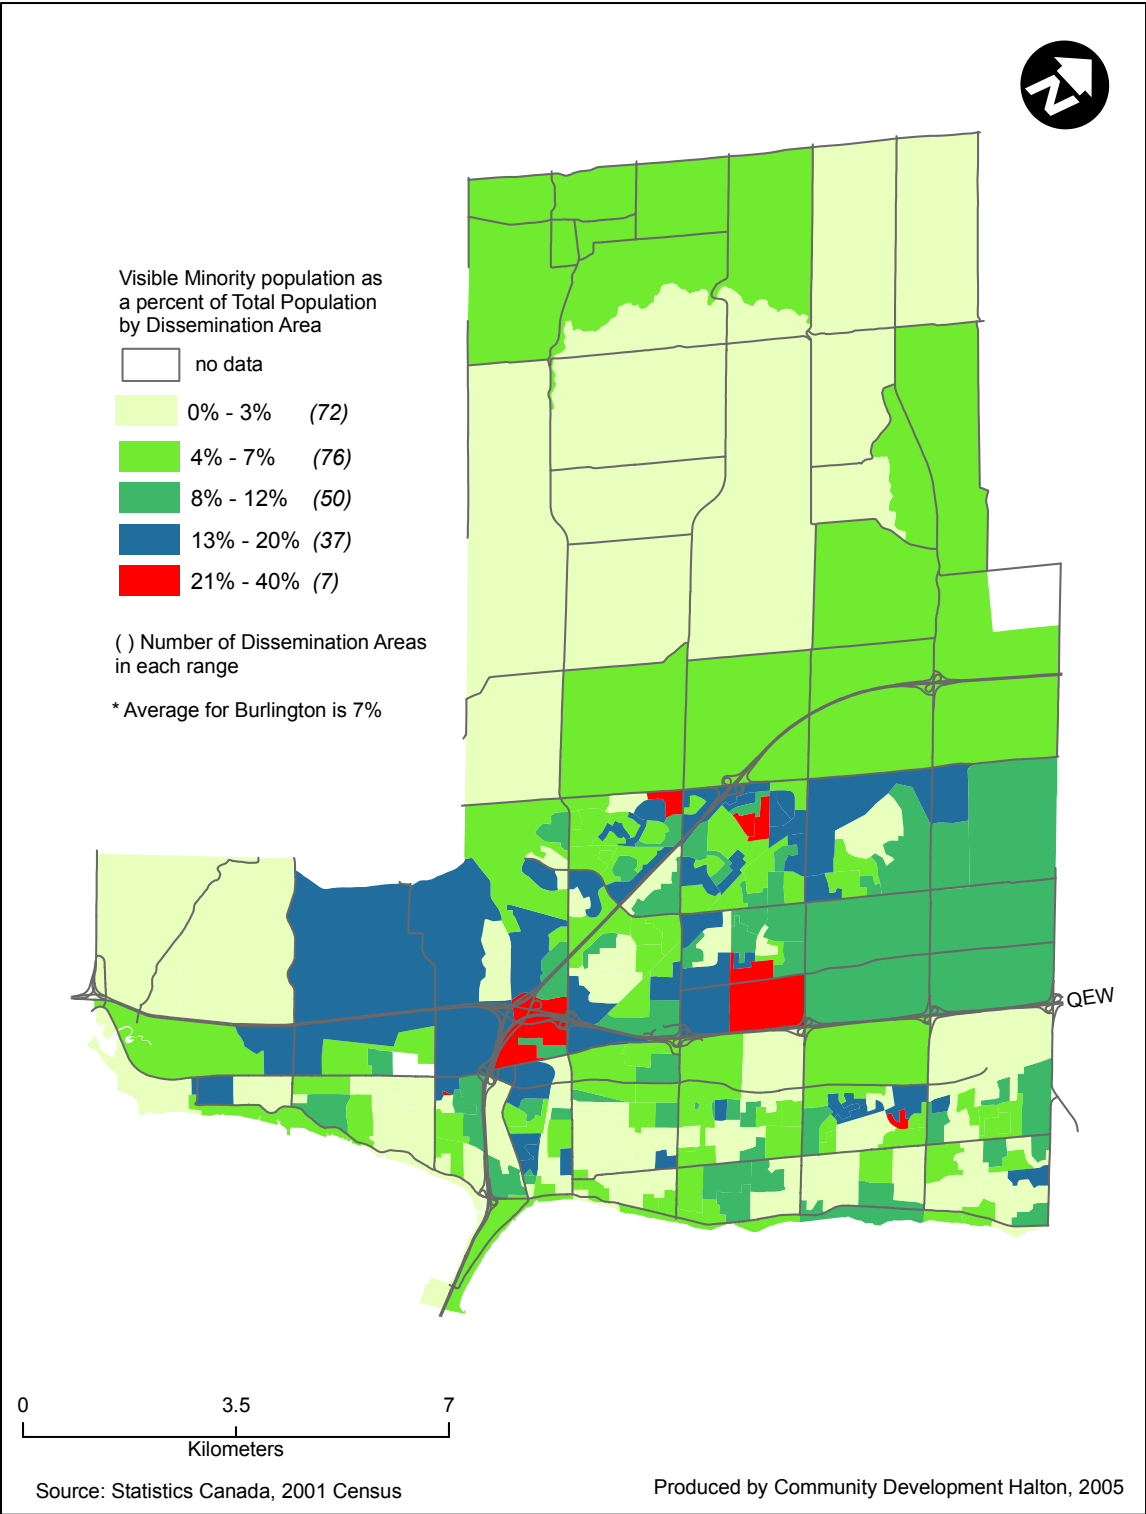 N
Visible Minority population as
a percent of Total Population
by Dissemination Area
no data
0% - 3% (72)
4% - 7% (76)
8% - 12% (50)
13% - 20% (37)
21% - 40% (7)
( ) Number of Dissemination Areas
in each range
* Average for Burlington is 7%
QEW
0 3.5 7
Kilometers
Source: Statistics Canada, 2001 Census
Produced by Community Development Halton, 2005